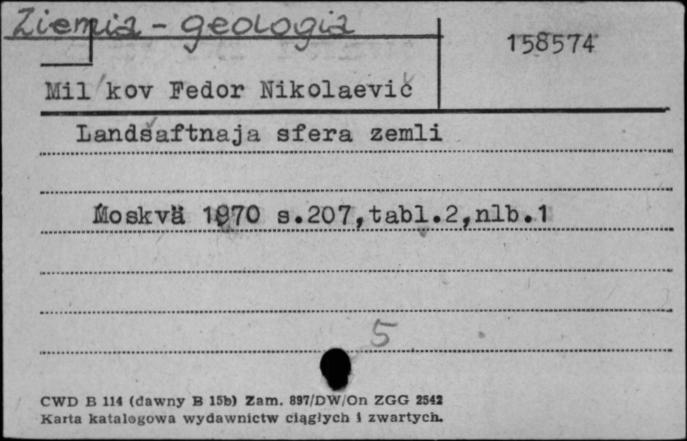 Ziemia - geologia
158574
Mil'kov Fedor Nikolaevič
Landšaftnaja sfera zemli
Moskva 1970 s.207,tabl.2,nlb.1
5
CWD B 114 (dawny B 15b) Zam. 897/DW/On ZGG 2542
Karta katalogowa wydawnictw ciągłych i zwartych.